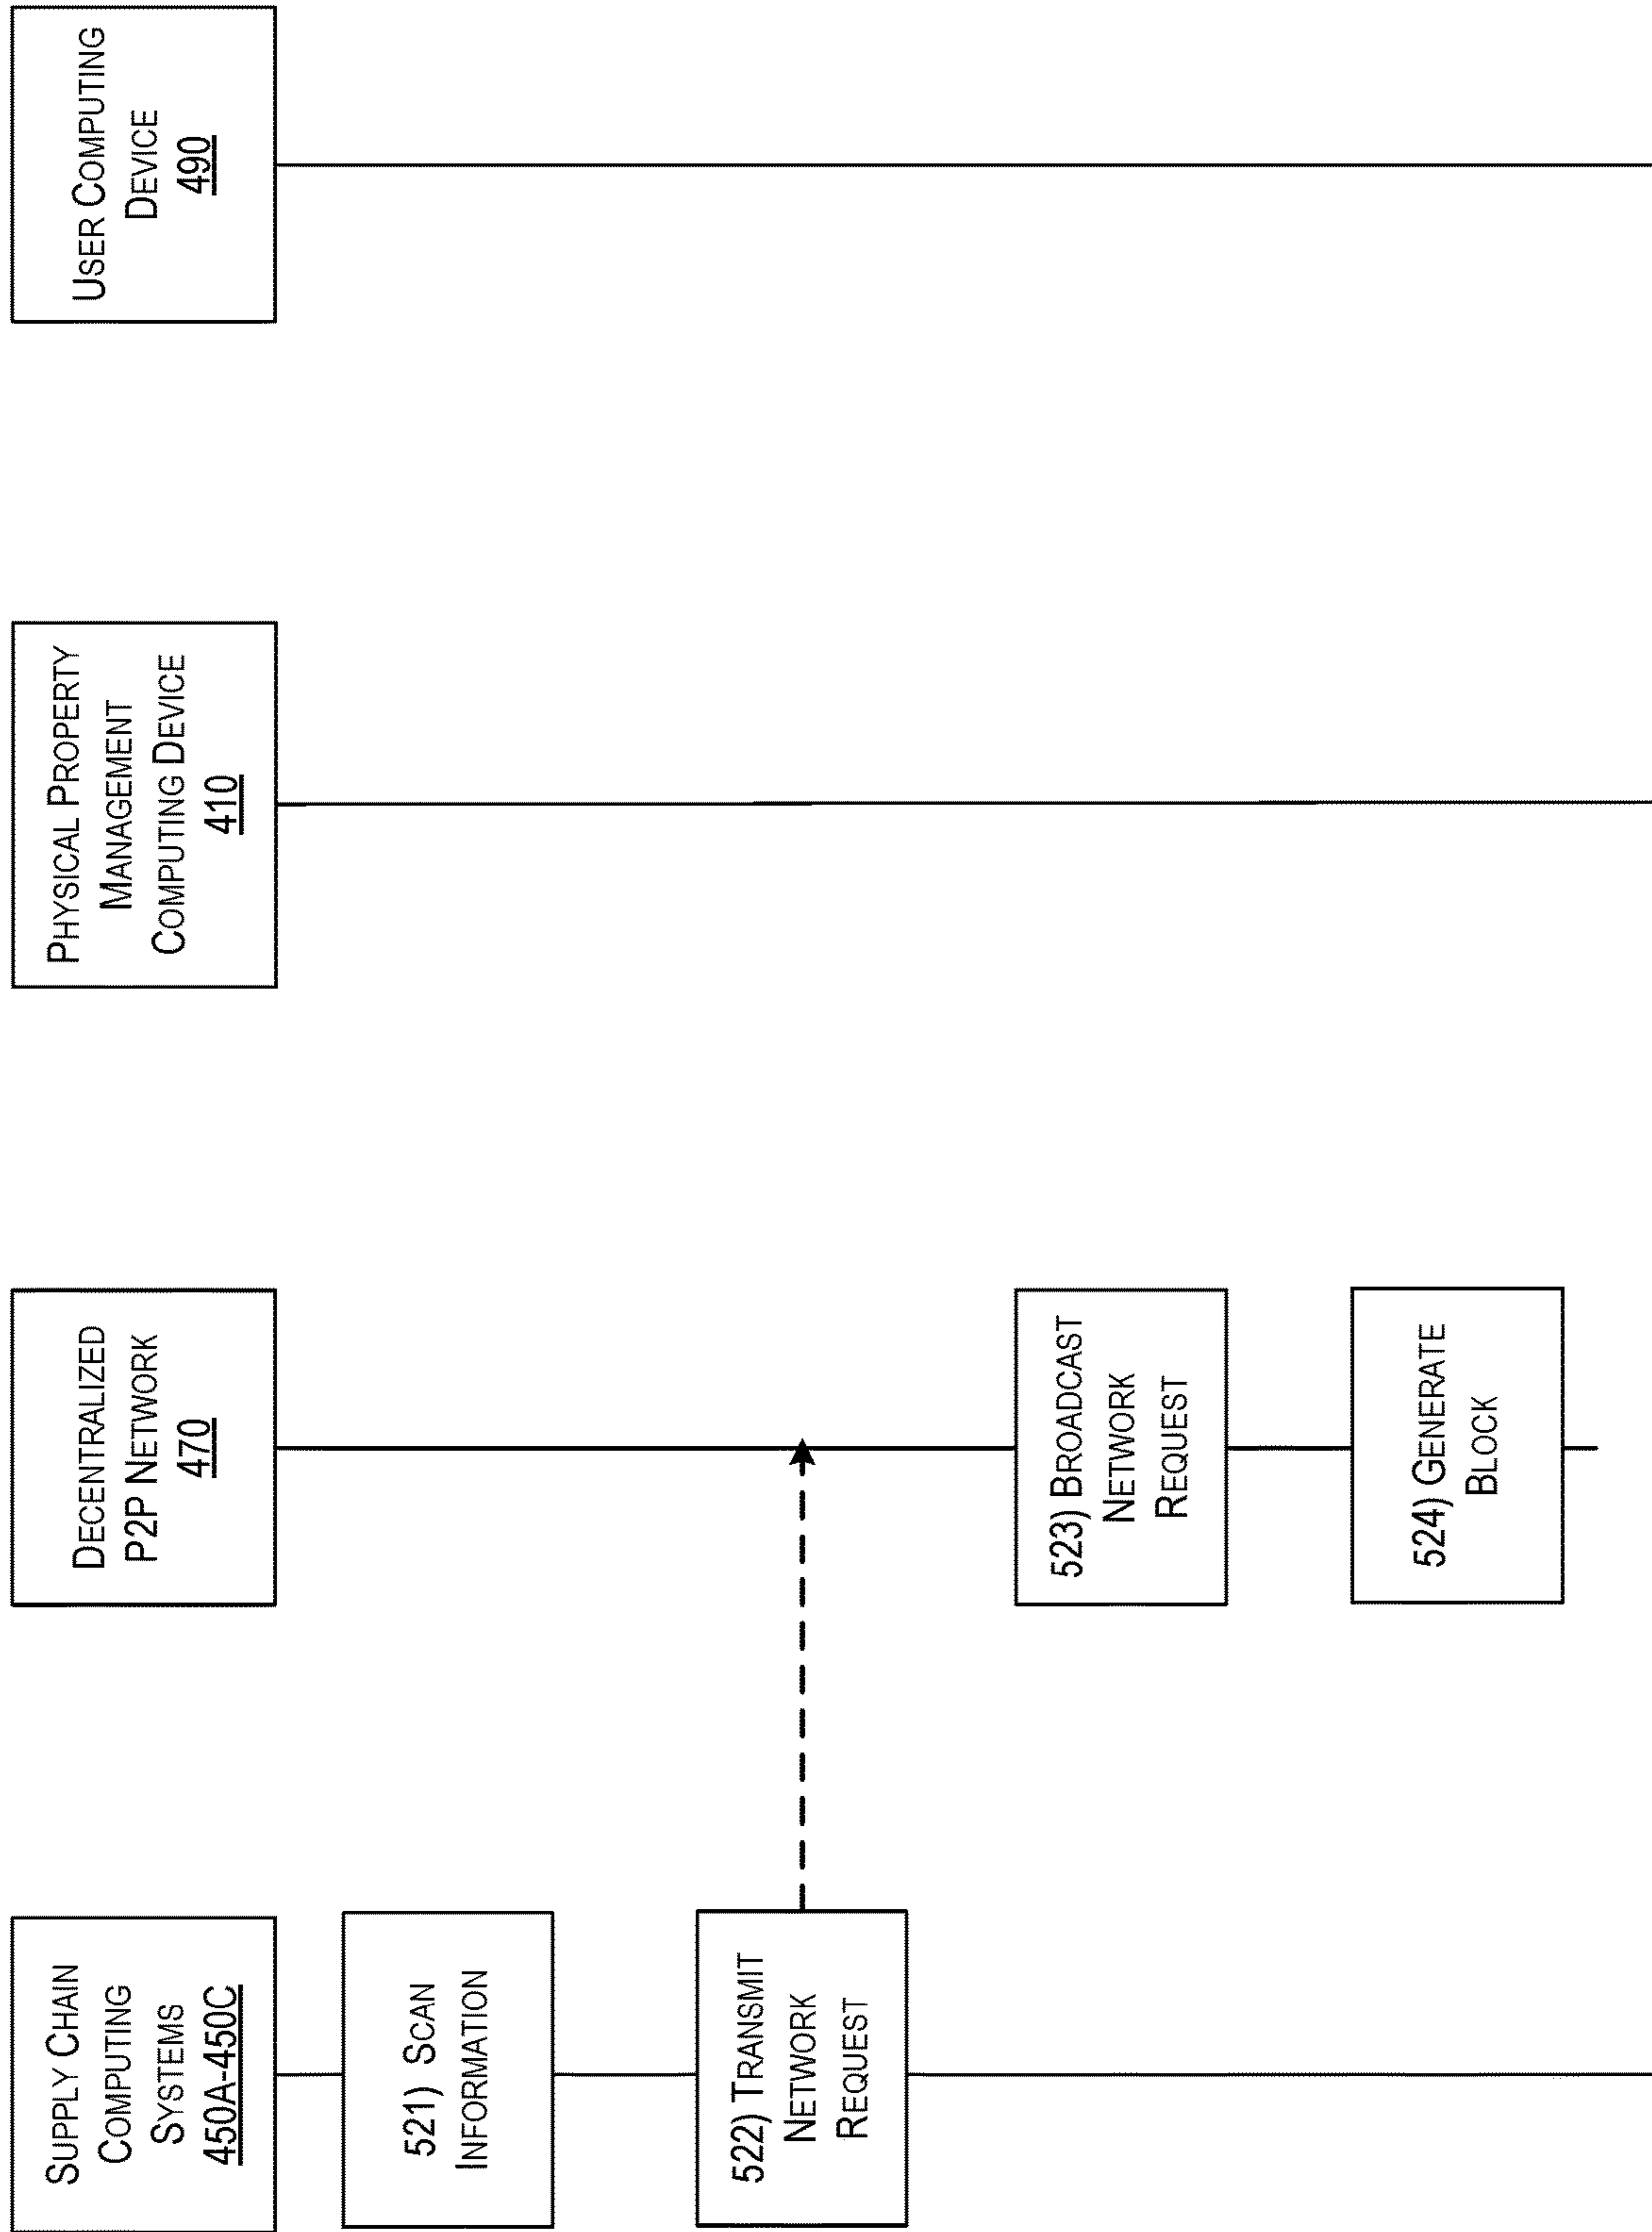 SUPPLY CHAIN
COMPUTING
SYSTEMS
450A-450C
DECENTRALIZED
P2P NETWORK
470
PHYSICAL PROPERTY
MANAGEMENT
COMPUTING DEVICE
410
USER COMPUTING
DEVICE
490
521) SCAN
INFORMATION
522) TRANSMIT
NETWORK
REQUEST
523) BROADCAST
NETWORK
REQUEST
524) GENERATE
BLOCK